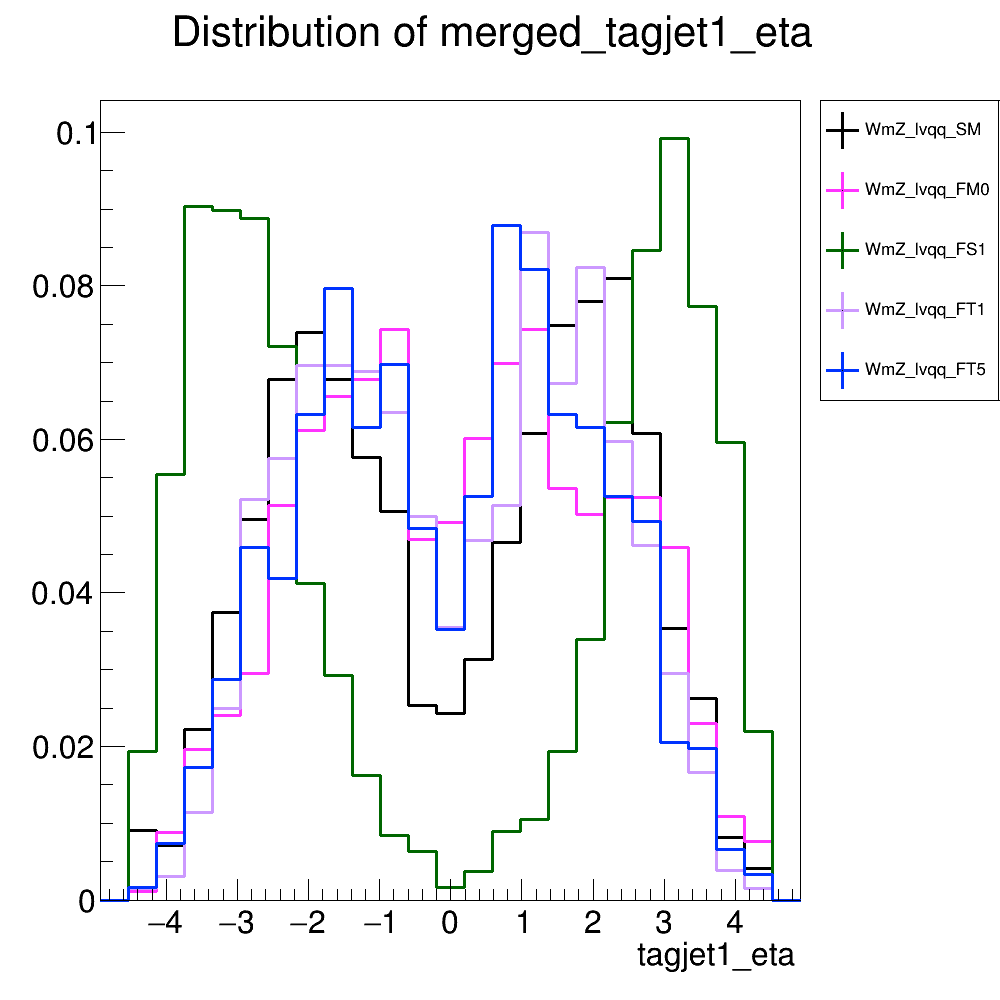 Distribution of merged_tagjet1_eta
0.1
0.08
0.06
0.04
0.02
0
−4 −3 −2 −1 0 1 2 3 4
tagjet1_eta
WmZ_lvqq_SM
WmZ_lvqq_FM0
WmZ_lvqq_FS1
WmZ_lvqq_FT1
WmZ_lvqq_FT5